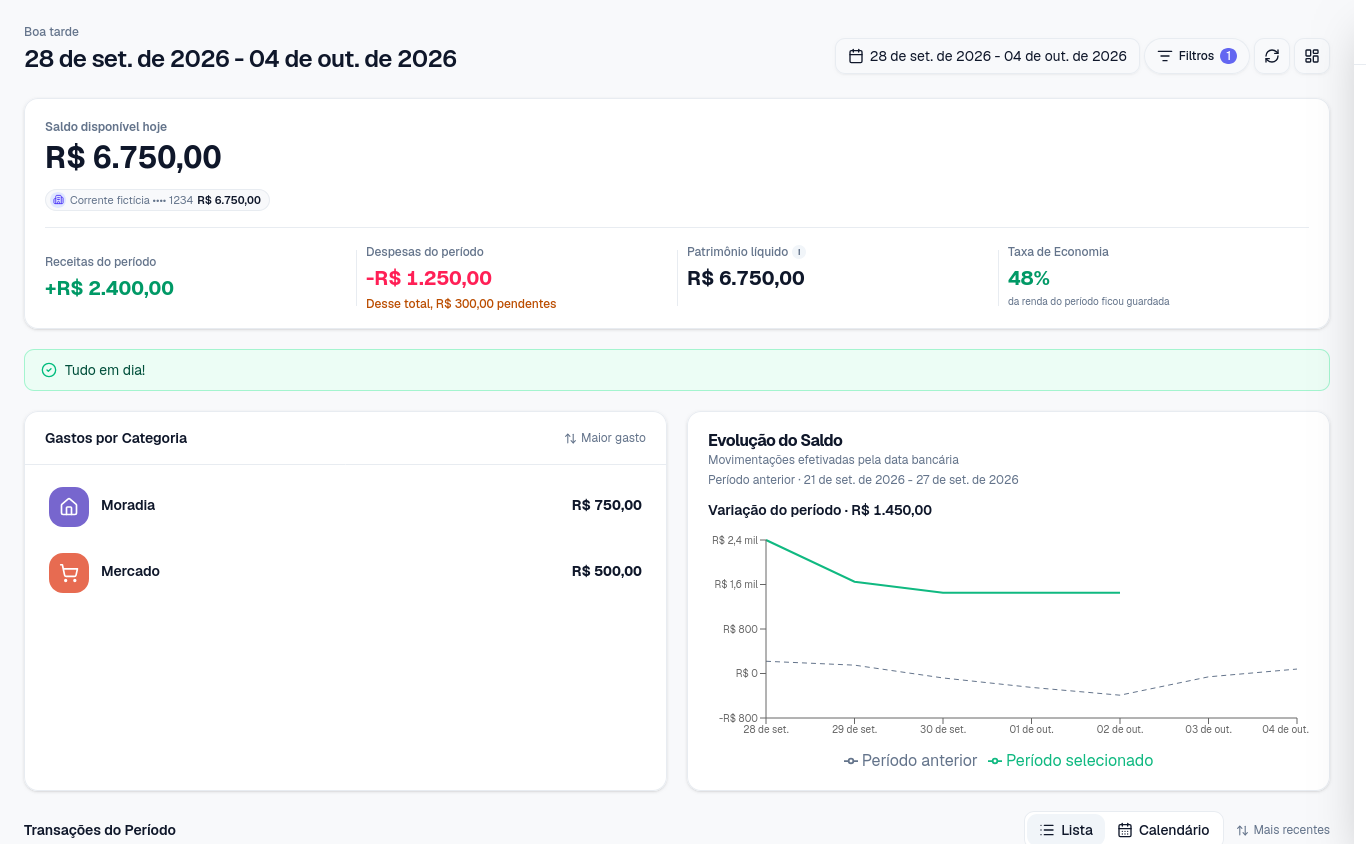 Boa tarde
28 de set. de 2026 - 04 de out. de 2026
28 de set. de 2026 - 04 de out. de 2026
Filtros 1
Saldo disponível hoje
R$ 6.750,00
Corrente fictícia •••• 1234 R$ 6.750,00
Receitas do período
+R$ 2.400,00
Despesas do período
-R$ 1.250,00
Desse total, R$ 300,00 pendentes
Patrimônio líquido i
R$ 6.750,00
Taxa de Economia
48%
da renda do período ficou guardada
Tudo em dia!
Gastos por Categoria
Maior gasto
Moradia R$ 750,00
Mercado R$ 500,00
Evolução do Saldo
Movimentações efetivadas pela data bancária
Período anterior · 21 de set. de 2026 - 27 de set. de 2026
Variação do período · R$ 1.450,00
R$ 2,4 mil
R$ 1,6 mil
R$ 800
R$ 0
-R$ 800
28 de set. 29 de set. 30 de set. 01 de out. 02 de out. 03 de out. 04 de out.
Período anterior Período selecionado
Transações do Período
Lista Calendário Mais recentes